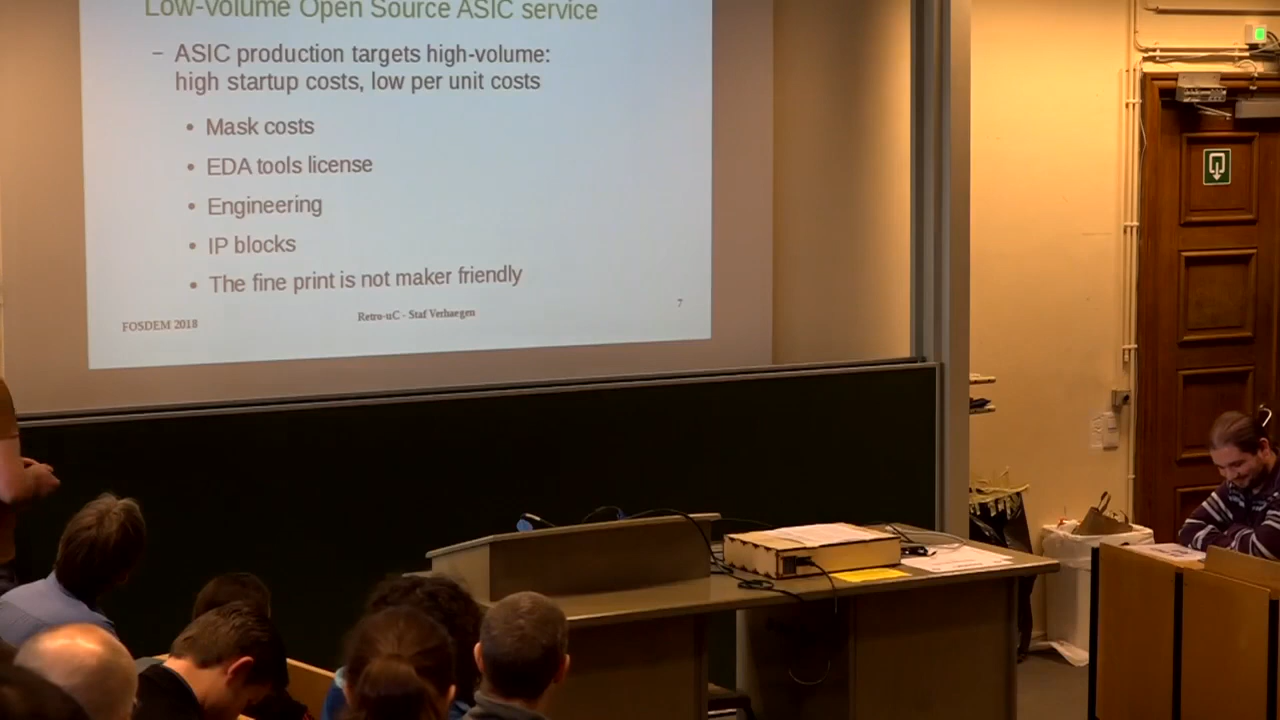 Low-Volume Open Source ASIC service
– ASIC production targets high-volume:
high startup costs, low per unit costs
• Mask costs
• EDA tools license
• Engineering
• IP blocks
• The fine print is not maker friendly
FOSDEM 2018
Retro-uC - Staf Verhaegen
7